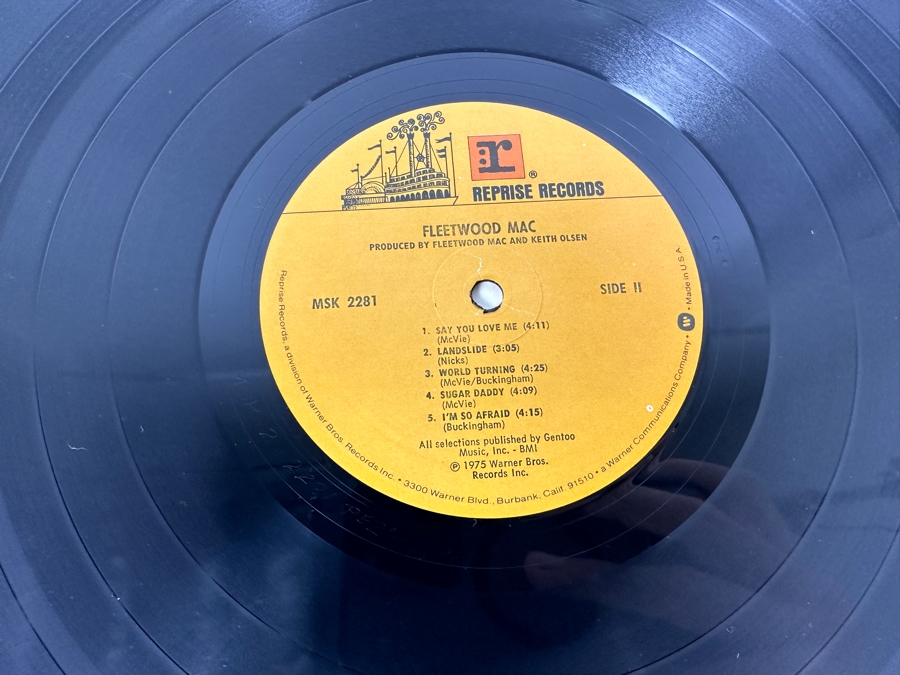 r
®
REPRISE RECORDS
FLEETWOOD MAC
PRODUCED BY FLEETWOOD MAC AND KEITH OLSEN
MSK 2281
SIDE II
1. SAY YOU LOVE ME (4:11)
(McVie)
2. LANDSLIDE (3:05)
(Nicks)
3. WORLD TURNING (4:25)
(McVie/Buckingham)
4. SUGAR DADDY (4:09)
(McVie)
5. I'M SO AFRAID (4:15)
(Buckingham)
All selections published by Gentoo
Music, Inc. - BMI
℗ 1975 Warner Bros.
Records Inc.
Reprise Records, a division of Warner Bros. Records Inc. • 3300 Warner Blvd., Burbank, Calif. 91510 • a Warner Communications Company • W • Made in U S A